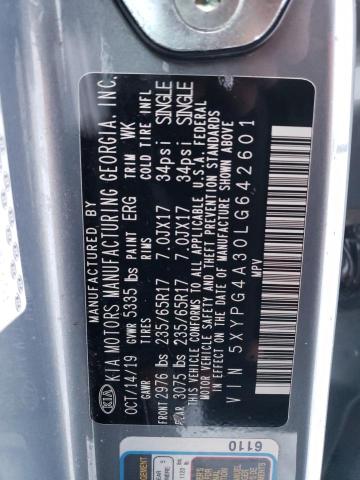 KIA
MANUFACTURED BY
KIA MOTORS MANUFACTURING GEORGIA, INC.
OCT/14/19 GVWR 5335 lbs PAINT ERG TRIM WK
GAWR TIRES RIMS COLD TIRE INFL
FRONT 2976 lbs 235/65R17 7.0JX17 34psi SINGLE
REAR 3075 lbs 235/65R17 7.0JX17 34psi SINGLE
THIS VEHICLE CONFORMS TO ALL APPLICABLE U.S.A. FEDERAL
MOTOR VEHICLE SAFETY AND THEFT PREVENTION STANDARDS
IN EFFECT ON THE DATE OF MANUFACTURE SHOWN ABOVE
VIN 5XYPG4A30LG642601
MPV
6110